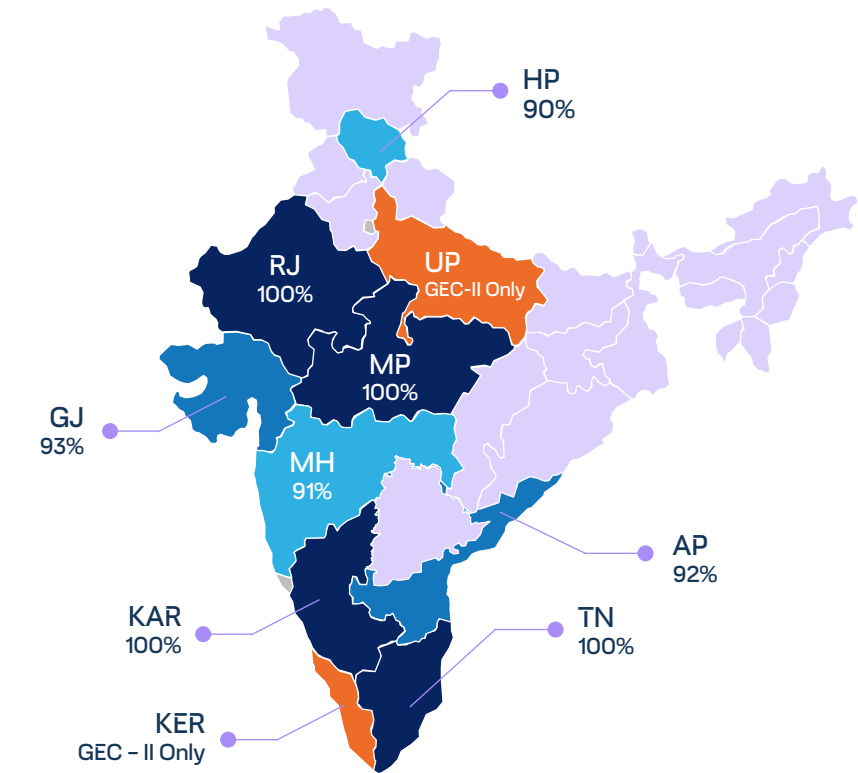 HP
90%
RJ
100%
UP
GEC-II Only
MP
100%
GJ
93%
MH
91%
AP
92%
KAR
100%
TN
100%
KER
GEC – II Only